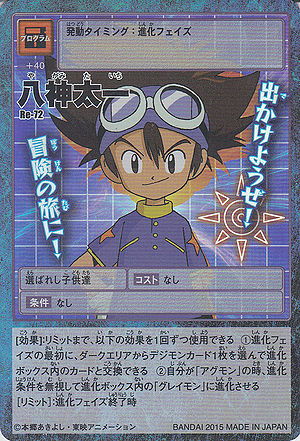 プログラム
発動タイミング：進化フェイズ
+40
八神太一
Re-12
出かけようぜ！
冒険の旅に！
選ばれし子供達
コスト なし
条件 なし
[効果]:リミットまで、以下の効果を1回ずつ使用できる　①進化フェ
イズの最初に、ダークエリアからデジモンカード1枚を選んで進化
ボックス内のカードと交換できる　②自分が「アグモン」の時、進化
条件を無視して進化ボックス内の「グレイモン」に進化させる
[リミット]:進化フェイズ終了時
©本郷あきよし・東映アニメーション
BANDAI 2015 MADE IN JAPAN